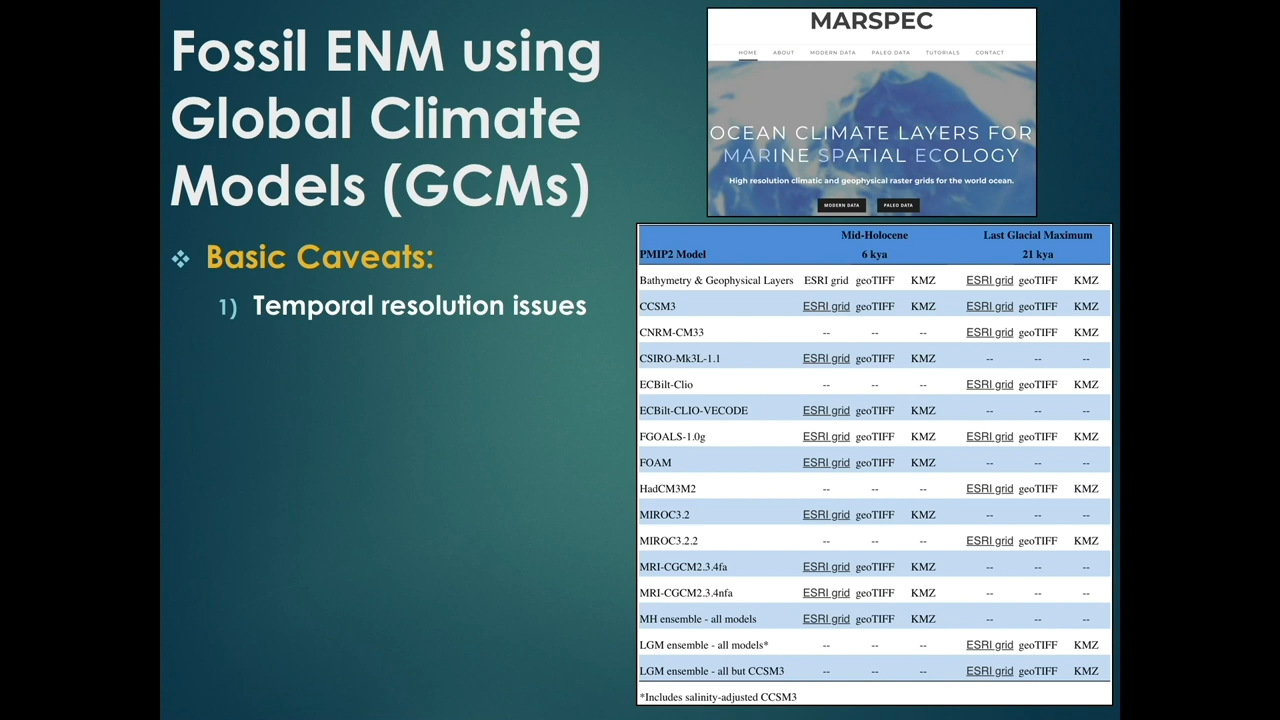 Fossil ENM using
Global Climate
Models (GCMs)
Basic Caveats:
1) Temporal resolution issues
MARSPEC
HOME ABOUT MODERN DATA PALEO DATA TUTORIALS CONTACT
OCEAN CLIMATE LAYERS FOR
MARINE SPATIAL ECOLOGY
High resolution climatic and geophysical raster grids for the world ocean.
MODERN DATA PALEO DATA
Mid-Holocene Last Glacial Maximum
PMIP2 Model 6 kya 21 kya
Bathymetry & Geophysical Layers ESRI grid geoTIFF KMZ ESRI grid geoTIFF KMZ
CCSM3 ESRI grid geoTIFF KMZ ESRI grid geoTIFF KMZ
CNRM-CM33 -- -- -- ESRI grid geoTIFF KMZ
CSIRO-Mk3L-1.1 ESRI grid geoTIFF KMZ -- -- --
ECBilt-Clio -- -- -- ESRI grid geoTIFF KMZ
ECBilt-CLIO-VECODE ESRI grid geoTIFF KMZ -- -- --
FGOALS-1.0g ESRI grid geoTIFF KMZ ESRI grid geoTIFF KMZ
FOAM ESRI grid geoTIFF KMZ -- -- --
HadCM3M2 -- -- -- ESRI grid geoTIFF KMZ
MIROC3.2 ESRI grid geoTIFF KMZ -- -- --
MIROC3.2.2 -- -- -- ESRI grid geoTIFF KMZ
MRI-CGCM2.3.4fa ESRI grid geoTIFF KMZ -- -- --
MRI-CGCM2.3.4nfa ESRI grid geoTIFF KMZ -- -- --
MH ensemble - all models ESRI grid geoTIFF KMZ -- -- --
LGM ensemble - all models* -- -- -- ESRI grid geoTIFF KMZ
LGM ensemble - all but CCSM3 -- -- -- ESRI grid geoTIFF KMZ
*Includes salinity-adjusted CCSM3